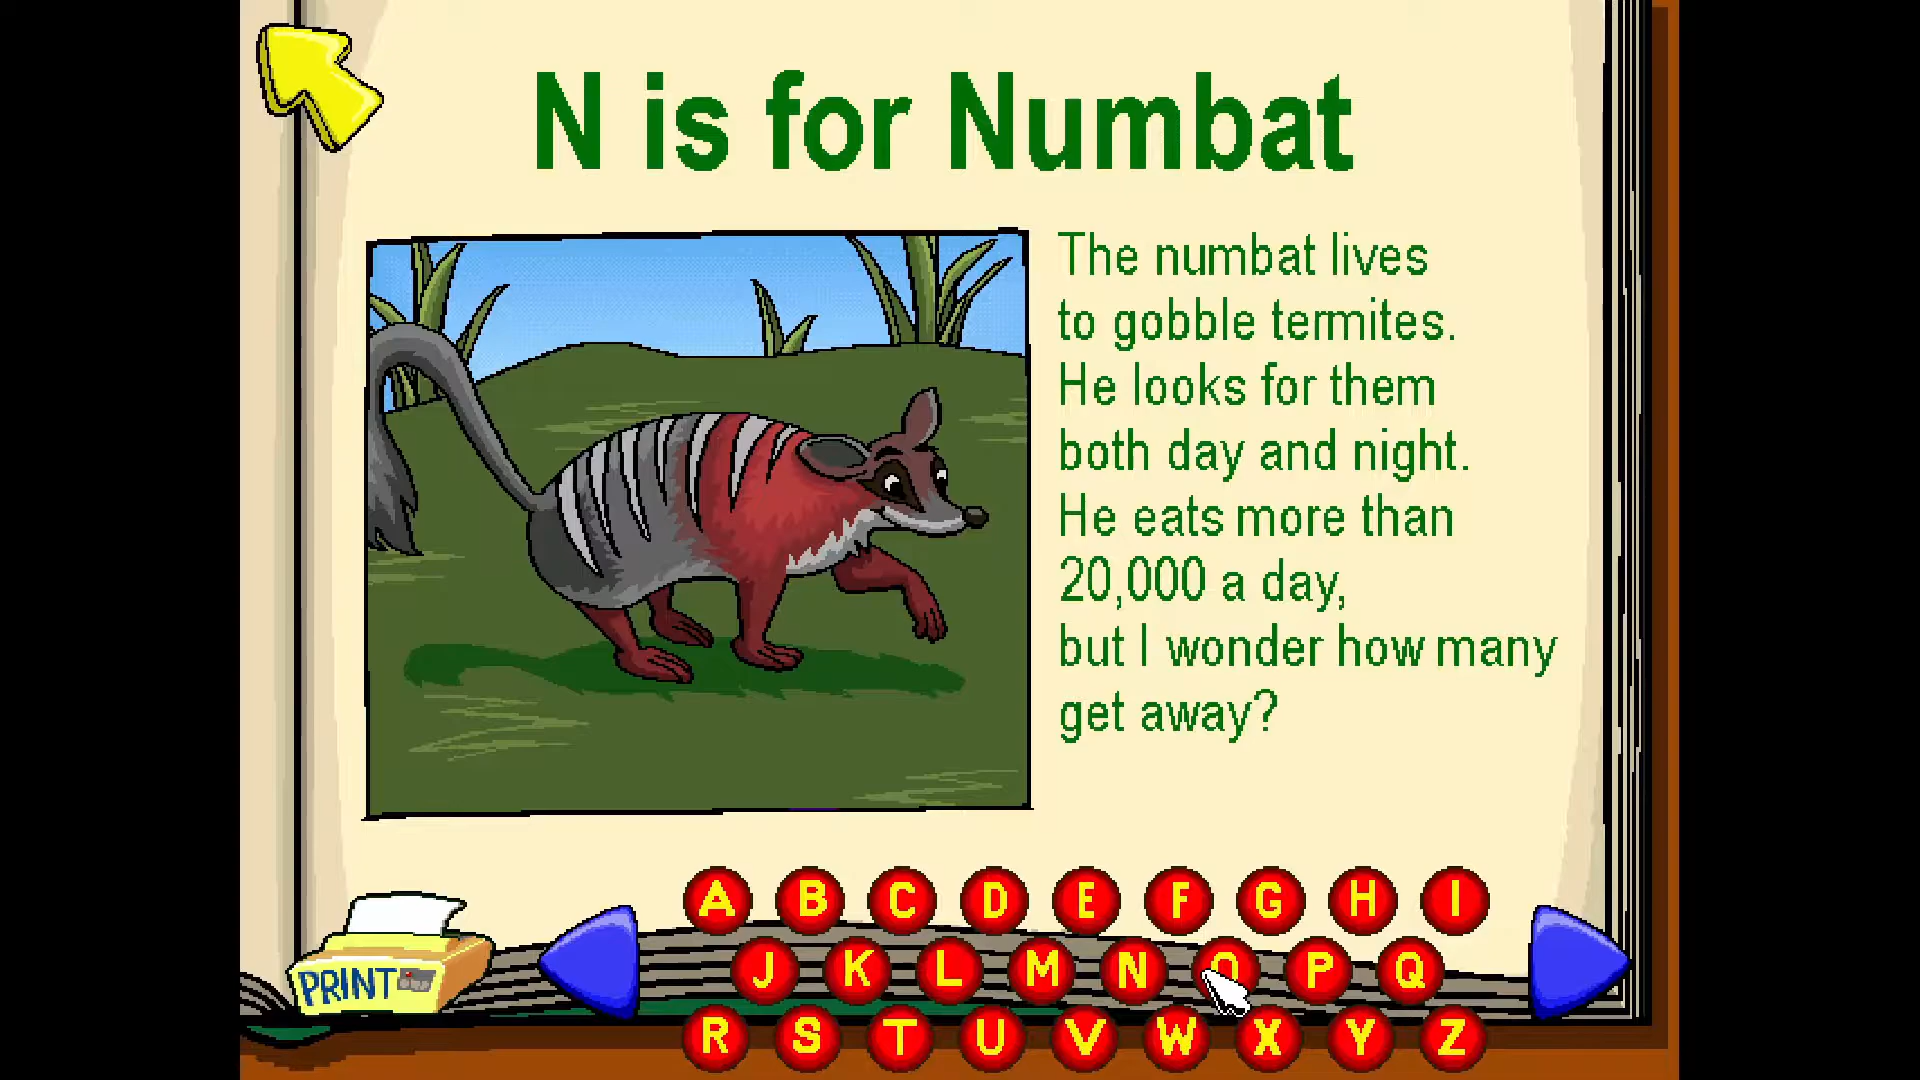 N is for Numbat
The numbat lives
to gobble termites.
He looks for them
both day and night.
He eats more than
20,000 a day,
but I wonder how many
get away?
PRINT
A B C D E F G H I
J K L M N O P Q
R S T U V W X Y Z